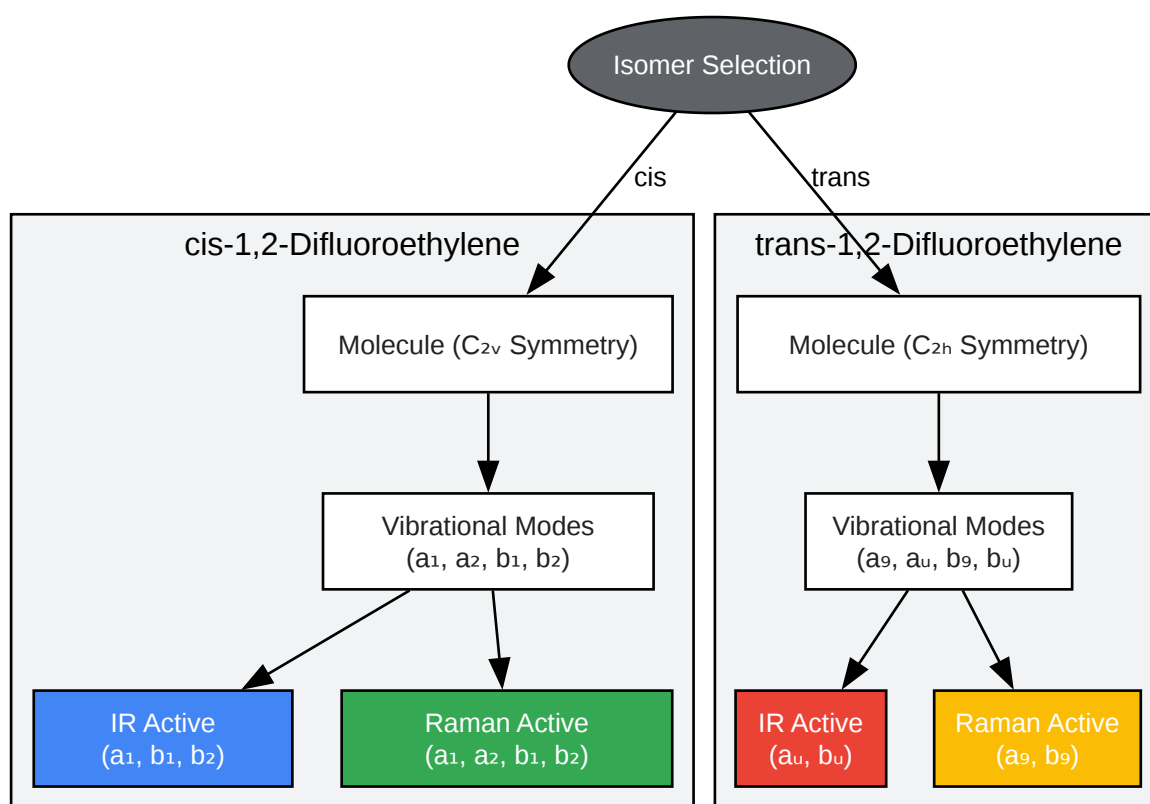 Isomer Selection
cis
trans
cis-1,2-Difluoroethylene
Molecule (C₂ᵥ Symmetry)
Vibrational Modes
(a₁, a₂, b₁, b₂)
IR Active
(a₁, b₁, b₂)
Raman Active
(a₁, a₂, b₁, b₂)
trans-1,2-Difluoroethylene
Molecule (C₂ₕ Symmetry)
Vibrational Modes
(a₉, aᵤ, b₉, bᵤ)
IR Active
(aᵤ, bᵤ)
Raman Active
(a₉, b₉)